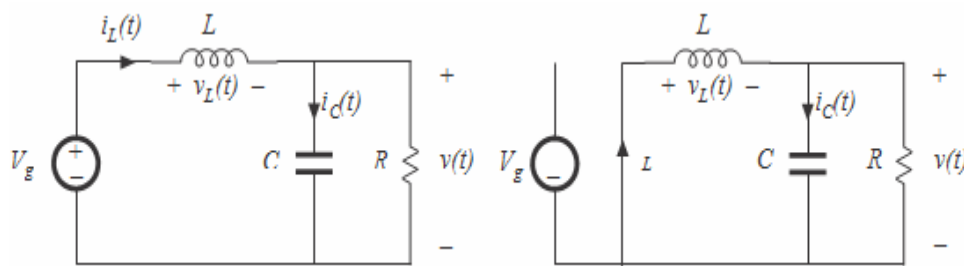 i_L(t) L L
+ v_L(t) − + + v_L(t) − +
i_C(t) i_C(t)
V_g + − C R v(t) V_g − L C R v(t)
− −